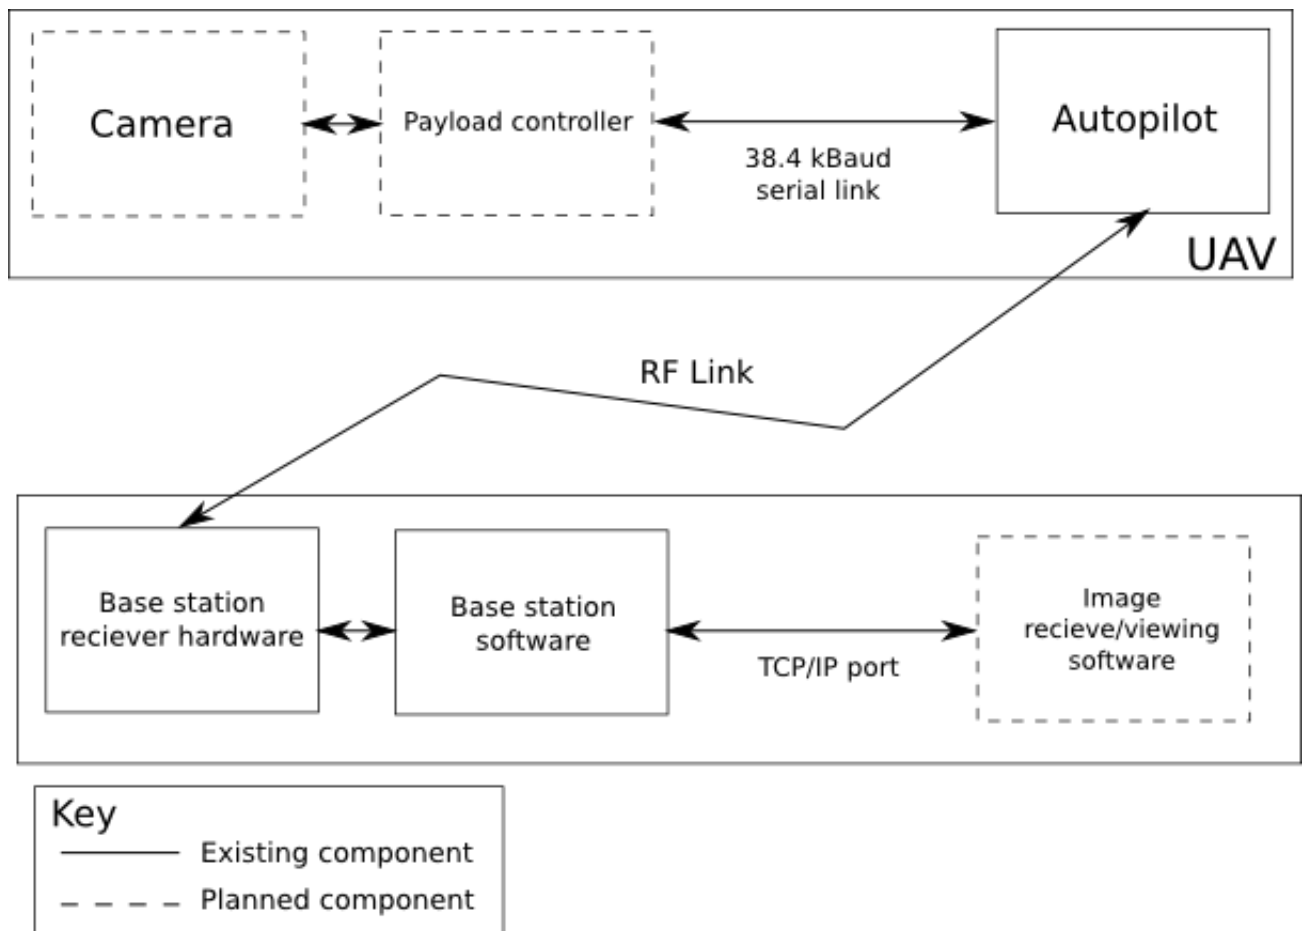 Camera
Payload controller
38.4 kBaud
serial link
Autopilot
UAV
RF Link
Base station
reciever hardware
Base station
software
TCP/IP port
Image
recieve/viewing
software
Key
Existing component
Planned component